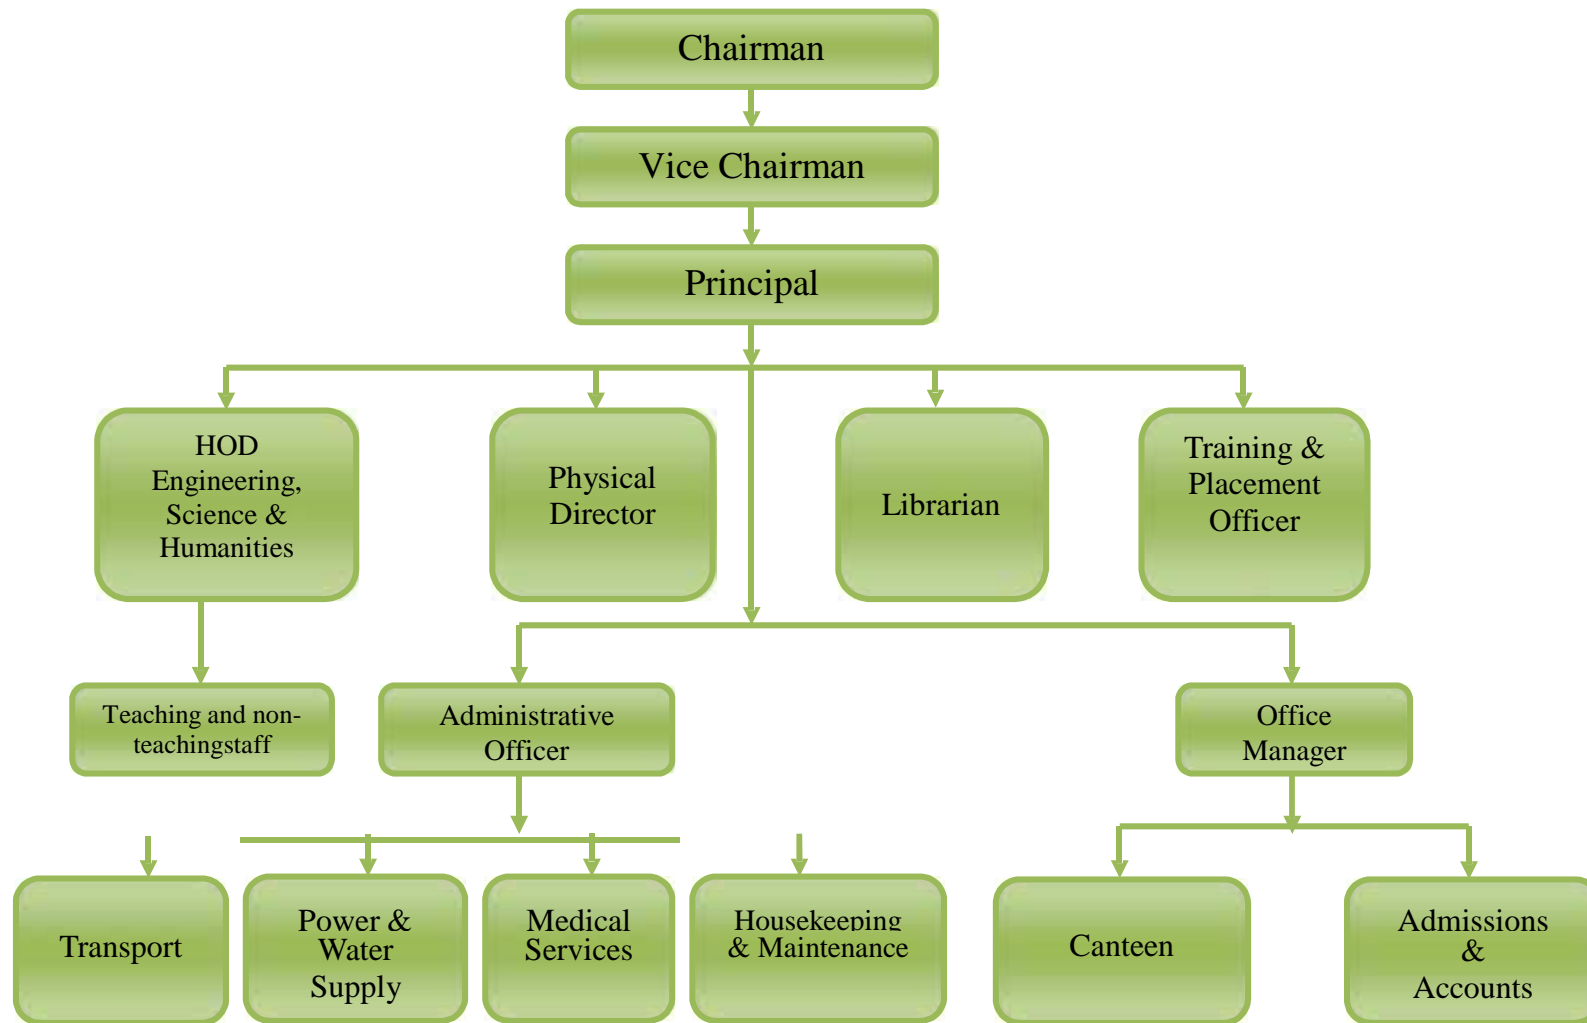 Chairman
Vice Chairman
Principal
HOD
Engineering,
Science &
Humanities
Physical
Director
Librarian
Training &
Placement
Officer
Teaching and non-
teachingstaff
Administrative
Officer
Office
Manager
Transport
Power &
Water
Supply
Medical
Services
Housekeeping
& Maintenance
Canteen
Admissions
&
Accounts